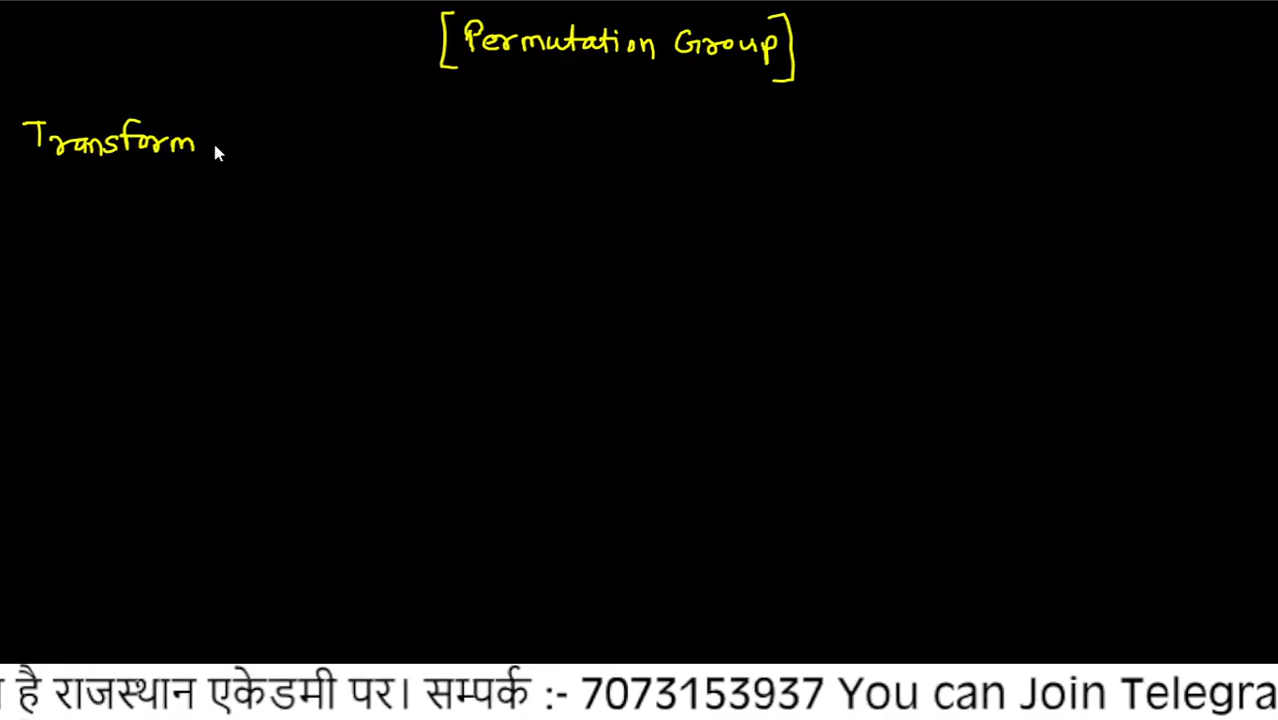 [Permutation Group]
Transform
है राजस्थान एकेडमी पर। सम्पर्क :- 7073153937 You can Join Telegra